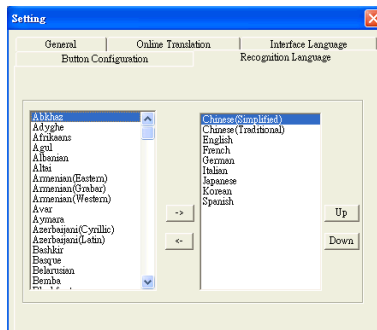 Setting
General
Online Translation
Interface Language
Button Configuration
Recognition Language
Abkhaz
Adyghe
Afrikaans
Agul
Albanian
Altai
Armenian(Eastern)
Armenian(Grabar)
Armenian(Western)
Avar
Aymara
Azerbaijani(Cyrillic)
Azerbaijani(Latin)
Bashkir
Basque
Belarusian
Bemba
->
<-
Chinese(Simplified)
Chinese(Traditional)
English
French
German
Italian
Japanese
Korean
Spanish
Up
Down